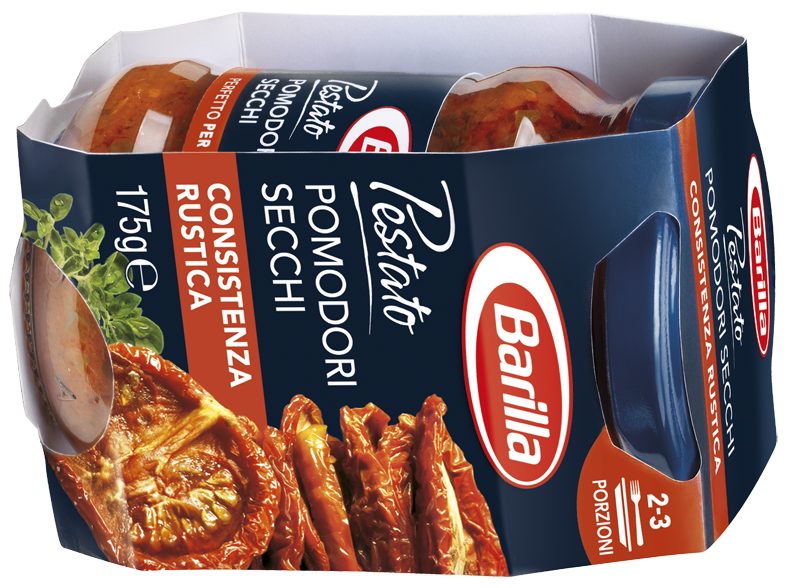 Barilla
Pestato
POMODORI
SECCHI
CONSISTENZA
RUSTICA
175g e
2-3
PORZIONI
Pestato
POMODORI
SECCHI
PERFETTO PER
Barilla
Pestato
POMODORI SECCHI
CONSISTENZA RUSTICA